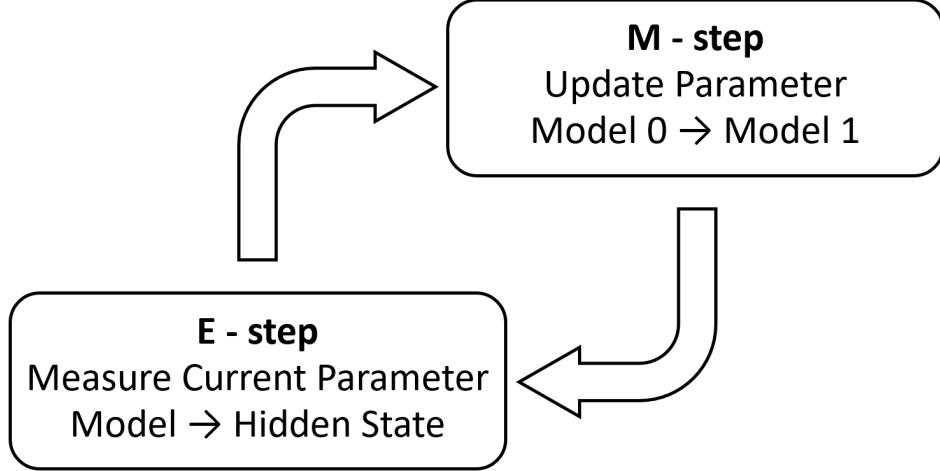 M - step
Update Parameter
Model 0 → Model 1
E - step
Measure Current Parameter
Model → Hidden State